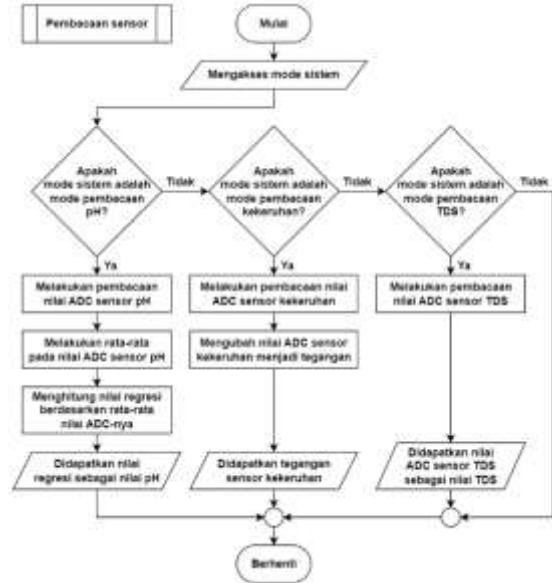 Pembacaan sensor
Mulai
Mengakses mode sistem
Apakah
mode sistem adalah
mode pembacaan
pH?
Tidak
Apakah
mode sistem adalah
mode pembacaan
kekeruhan?
Tidak
Apakah
mode sistem adalah
mode pembacaan
TDS?
Tidak
Ya
Ya
Ya
Melakukan pembacaan
nilai ADC sensor pH
Melakukan pembacaan nilai
ADC sensor kekeruhan
Melakukan pembacaan
nilai ADC sensor TDS
Melakukan rata-rata
pada nilai ADC sensor pH
Mengubah nilai ADC sensor
kekeruhan menjadi tegangan
Menghitung nilai regresi
berdasarkan rata-rata
nilai ADC-nya
Didapatkan nilai
regresi sebagai nilai pH
Didapatkan tegangan
sensor kekeruhan
Didapatkan nilai
ADC sensor TDS
sebagai nilai TDS
Berhenti